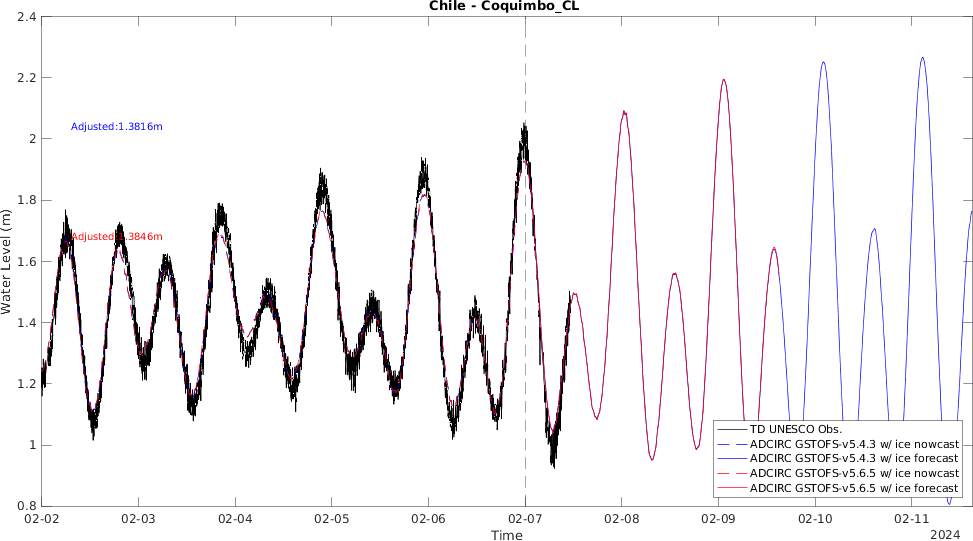 Chile - Coquimbo_CL
2.4
2.2
2
1.8
1.6
1.4
1.2
1
0.8
Water Level (m)
Adjusted:1.3816m
Adjusted:1.3846m
TD UNESCO Obs.
ADCIRC GSTOFS-v5.4.3 w/ ice nowcast
ADCIRC GSTOFS-v5.4.3 w/ ice forecast
ADCIRC GSTOFS-v5.6.5 w/ ice nowcast
ADCIRC GSTOFS-v5.6.5 w/ ice forecast
02-02 02-03 02-04 02-05 02-06 02-07 02-08 02-09 02-10 02-11
Time
2024